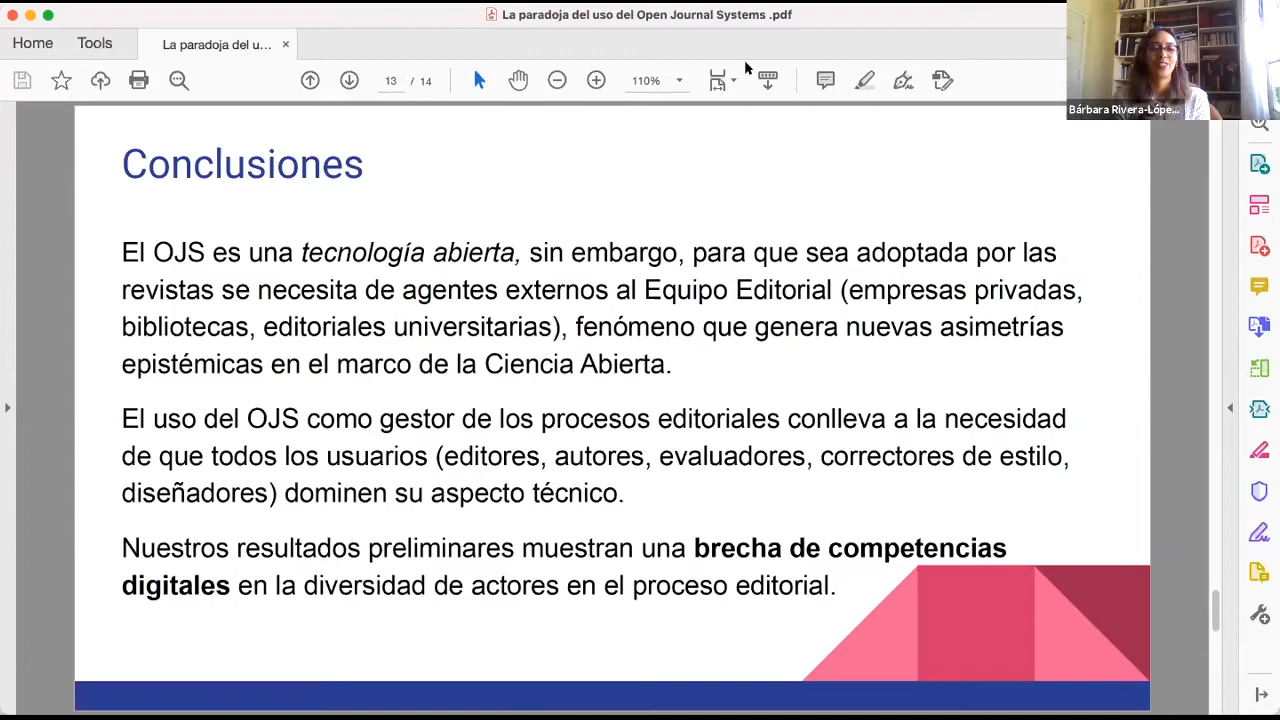 La paradoja del uso del Open Journal Systems .pdf
Home
Tools
La paradoja del u...
13 / 14
110%
Bárbara Rivera-Lópe...
Conclusiones
El OJS es una tecnología abierta, sin embargo, para que sea adoptada por las
revistas se necesita de agentes externos al Equipo Editorial (empresas privadas,
bibliotecas, editoriales universitarias), fenómeno que genera nuevas asimetrías
epistémicas en el marco de la Ciencia Abierta.
El uso del OJS como gestor de los procesos editoriales conlleva a la necesidad
de que todos los usuarios (editores, autores, evaluadores, correctores de estilo,
diseñadores) dominen su aspecto técnico.
Nuestros resultados preliminares muestran una brecha de competencias
digitales en la diversidad de actores en el proceso editorial.